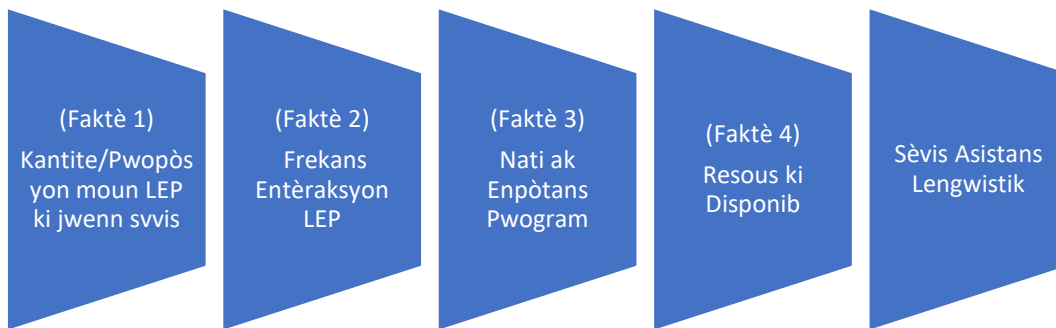 (Faktè 1)
Kantite/Pwopòs
yon moun LEP
ki jwenn svvis
(Faktè 2)
Frekans
Entèraksyon
LEP
(Faktè 3)
Nati ak
Enpòtans
Pwogram
(Faktè 4)
Resous ki
Disponib
Sèvis Asistans
Lengwistik